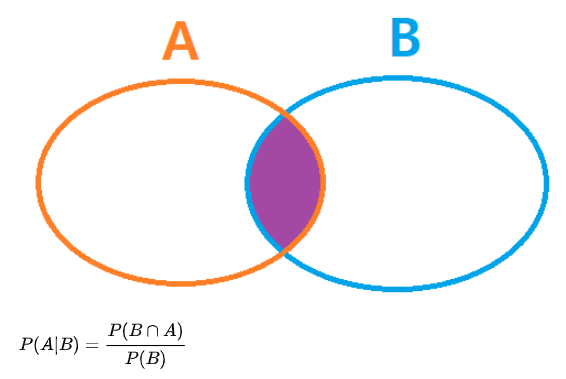 A B
P(A|B) = P(B ∩ A) / P(B)